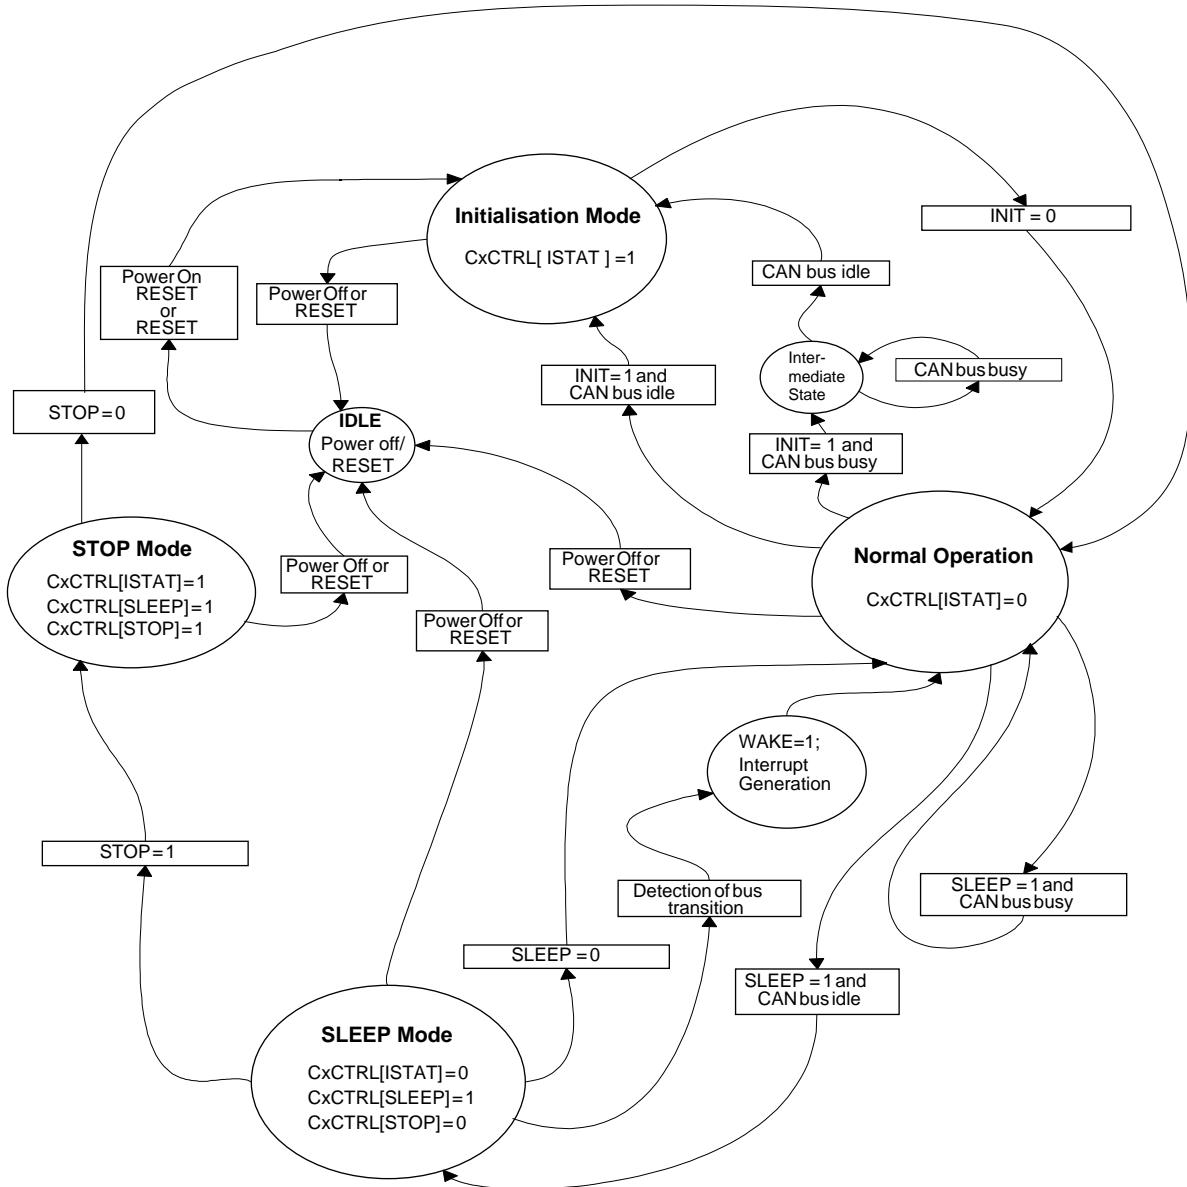 Initialisation Mode
CxCTRL[ ISTAT ] =1
INIT = 0
Power On
RESET
or
RESET
Power Off or
RESET
CAN bus idle
Inter-
mediate
State
CAN bus busy
INIT=1 and
CAN bus idle
STOP=0
IDLE
Power off/
RESET
INIT= 1 and
CAN bus busy
STOP Mode
CxCTRL[ISTAT]=1
CxCTRL[SLEEP]=1
CxCTRL[STOP]=1
Power Off or
RESET
Power Off or
RESET
Power Off or
RESET
Normal Operation
CxCTRL[ISTAT]=0
WAKE=1;
Interrupt
Generation
STOP=1
Detection of bus
transition
SLEEP =1 and
CAN bus busy
SLEEP =0
SLEEP =1 and
CAN bus idle
SLEEP Mode
CxCTRL[ISTAT]=0
CxCTRL[SLEEP]=1
CxCTRL[STOP]=0